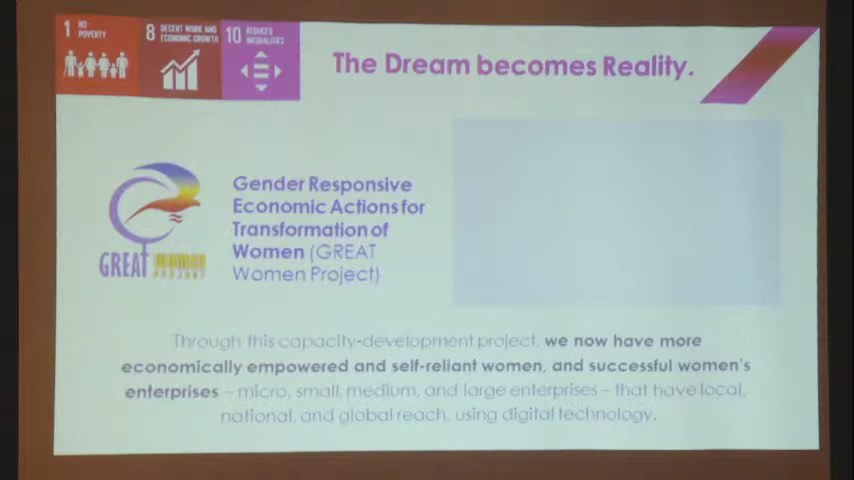 1 NO
POVERTY
8 DECENT WORK AND
ECONOMIC GROWTH
10 REDUCED
INEQUALITIES
The Dream becomes Reality.
GREAT women
PROJECT
Gender Responsive
Economic Actions for
Transformation of
Women (GREAT
Women Project)
Through this capacity-development project, we now have more
economically empowered and self-reliant women, and successful women's
enterprises – micro, small, medium, and large enterprises – that have local,
national, and global reach, using digital technology.